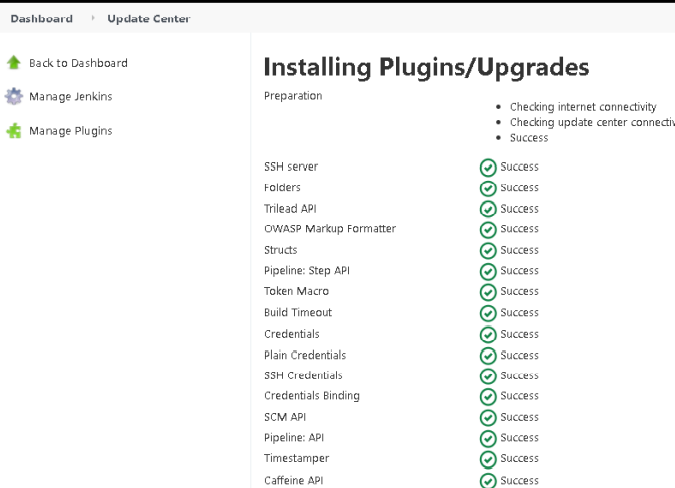 Dashboard Update Center
Back to Dashboard
Manage Jenkins
Manage Plugins
Installing Plugins/Upgrades
Preparation
Checking internet connectivity
Checking update center
Success
SSH server Success
Folders Success
Trilead API Success
OWASP Markup Formatter Success
Structs Success
Pipeline: Step API Success
Token Macro Success
Build Timeout Success
Credentials Success
Plain Credentials Success
SSH Credentials Success
Credentials Binding Success
SCM API Success
Pipeline: API Success
Timestamper Success
Caffeine API Success